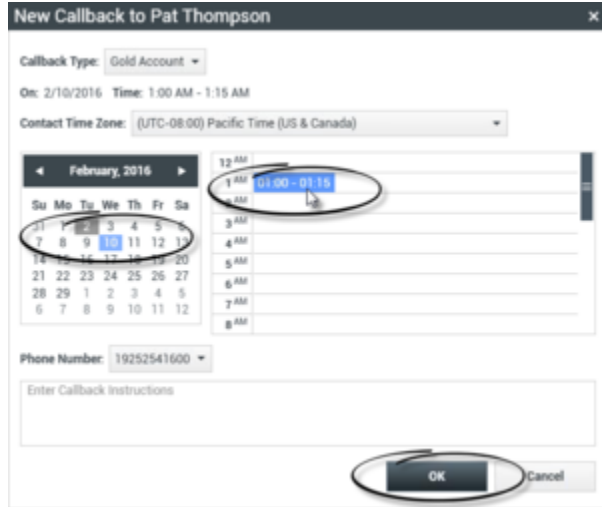 New Callback to Pat Thompson ×
Callback Type: Gold Account
On: 2/10/2016 Time: 1:00 AM - 1:15 AM
Contact Time Zone: (UTC-08:00) Pacific Time (US & Canada)
February, 2016
Su Mo Tu We Th Fr Sa
31 1 2 3 4 5 6
7 8 9 10 11 12 13
14 15 16 17 18 19 20
21 22 23 24 25 26 27
28 29 1 2 3 4 5
6 7 8 9 10 11 12
12 AM
1 AM 01:00 - 01:15
2 AM
3 AM
4 AM
5 AM
6 AM
7 AM
8 AM
Phone Number: 19252541600
Enter Callback Instructions
OK Cancel